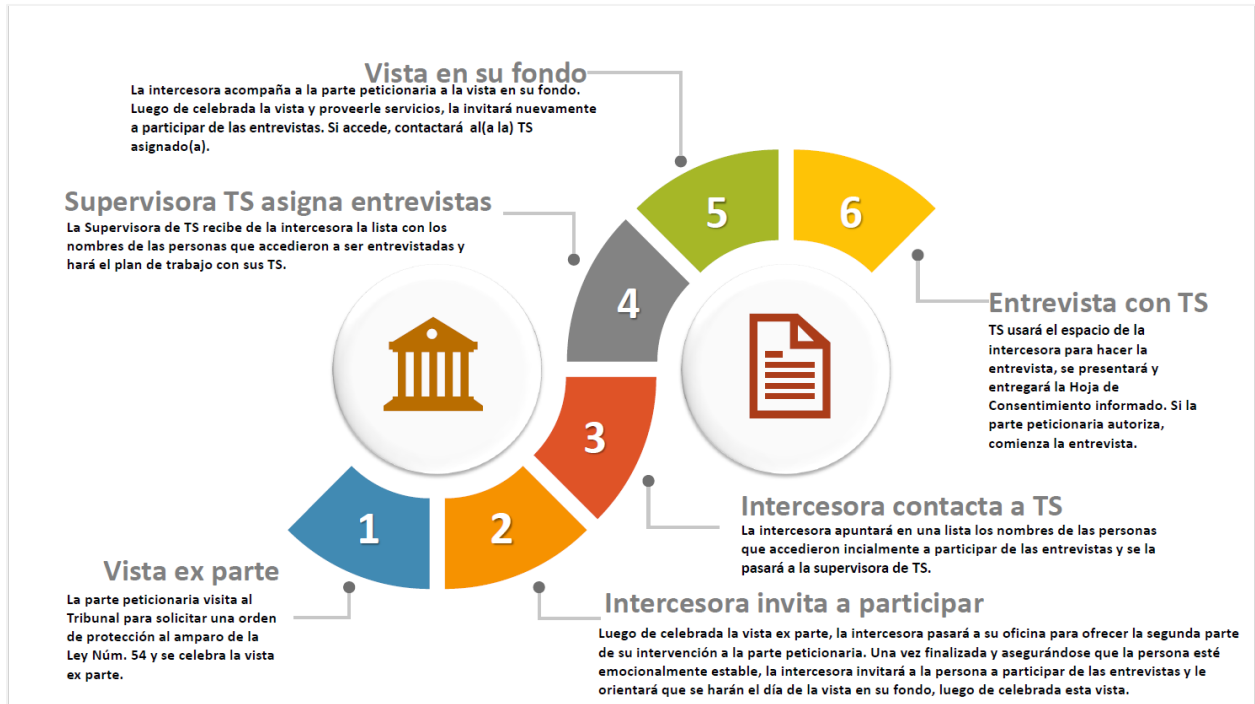 Vista en su fondo
La intercesora acompaña a la parte peticionaria a la vista en su fondo.
Luego de celebrada la vista y proveerle servicios, la invitará nuevamente
a participar de las entrevistas. Si accede, contactará al(a la) TS
asignado(a).
Supervisora TS asigna entrevistas
La Supervisora de TS recibe de la intercesora la lista con los
nombres de las personas que accedieron a ser entrevistadas y
hará el plan de trabajo con sus TS.
5
6
4
3
1
2
Entrevista con TS
TS usará el espacio de la
intercesora para hacer la
entrevista, se presentará y
entregará la Hoja de
Consentimiento informado. Si la
parte peticionaria autoriza,
comienza la entrevista.
Intercesora contacta a TS
La intercesora apuntará en una lista los nombres de las personas
que accedieron incialmente a participar de las entrevistas y se la
pasará a la supervisora de TS.
Vista ex parte
La parte peticionaria visita al
Tribunal para solicitar una orden
de protección al amparo de la
Ley Núm. 54 y se celebra la vista
ex parte.
Intercesora invita a participar
Luego de celebrada la vista ex parte, la intercesora pasará a su oficina para ofrecer la segunda parte
de su intervención a la parte peticionaria. Una vez finalizada y asegurándose que la persona esté
emocionalmente estable, la intercesora invitará a la persona a participar de las entrevistas y le
orientará que se harán el día de la vista en su fondo, luego de celebrada esta vista.